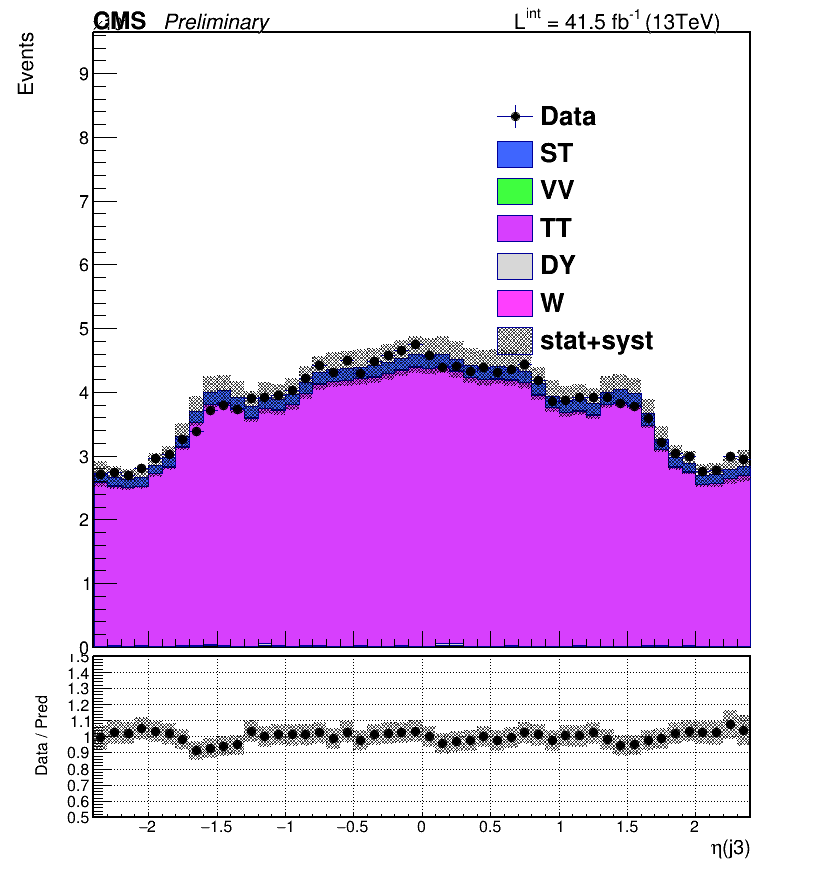 CMS Preliminary L^int = 41.5 fb^-1 (13TeV)
Events
9
8
7
6
5
4
3
2
1
0
Data
ST
VV
TT
DY
W
stat+syst
Data / Pred
1.5
1.4
1.3
1.2
1.1
1
0.9
0.8
0.7
0.6
0.5
−2 −1.5 −1 −0.5 0 0.5 1 1.5 2
η(j3)